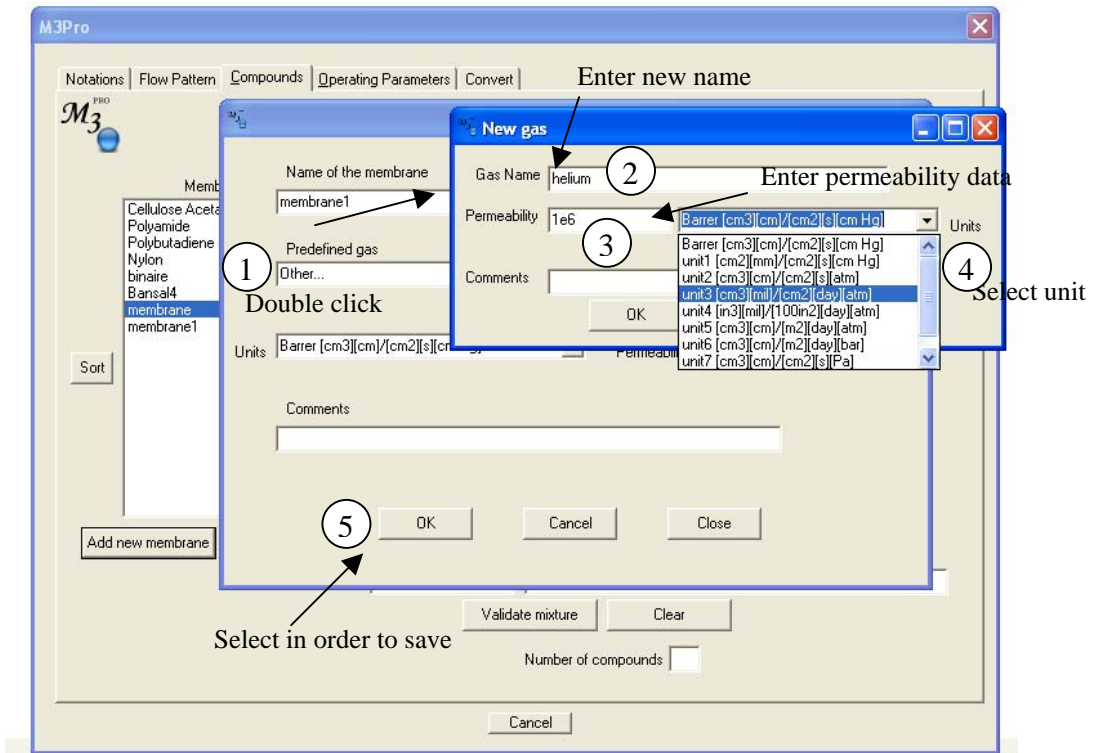 M3Pro
Notations Flow Pattern Compounds Operating Parameters Convert
Enter new name
M3 PRO
New gas
Gas Name helium
2
Enter permeability data
Name of the membrane
membrane1
Permeability 1e6 Barrer [cm3][cm]/[cm2][s][cm Hg] Units
3
Barrer [cm3][cm]/[cm2][s][cm Hg]
unit1 [cm2][mm]/[cm2][s][cm Hg]
unit2 [cm3][cm]/[cm2][s][atm]
unit3 [cm3][mil]/[cm2][day][atm]
unit4 [in3][mil]/[100in2][day][atm]
unit5 [cm3][cm]/[m2][day][atm]
unit6 [cm3][cm]/[m2][day][bar]
unit7 [cm3][cm]/[cm2][s][Pa]
4
Select unit
Comments
OK
Predefined gas
1
Other...
Double click
Units Barrer [cm3][cm]/[cm2][s][cm
Memb
Cellulose Aceta
Polyamide
Polybutadiene
Nylon
binaire
Bansal4
membrane
membrane1
Sort
Comments
5
OK Cancel Close
Add new membrane
Select in order to save
Validate mixture Clear
Number of compounds
Cancel